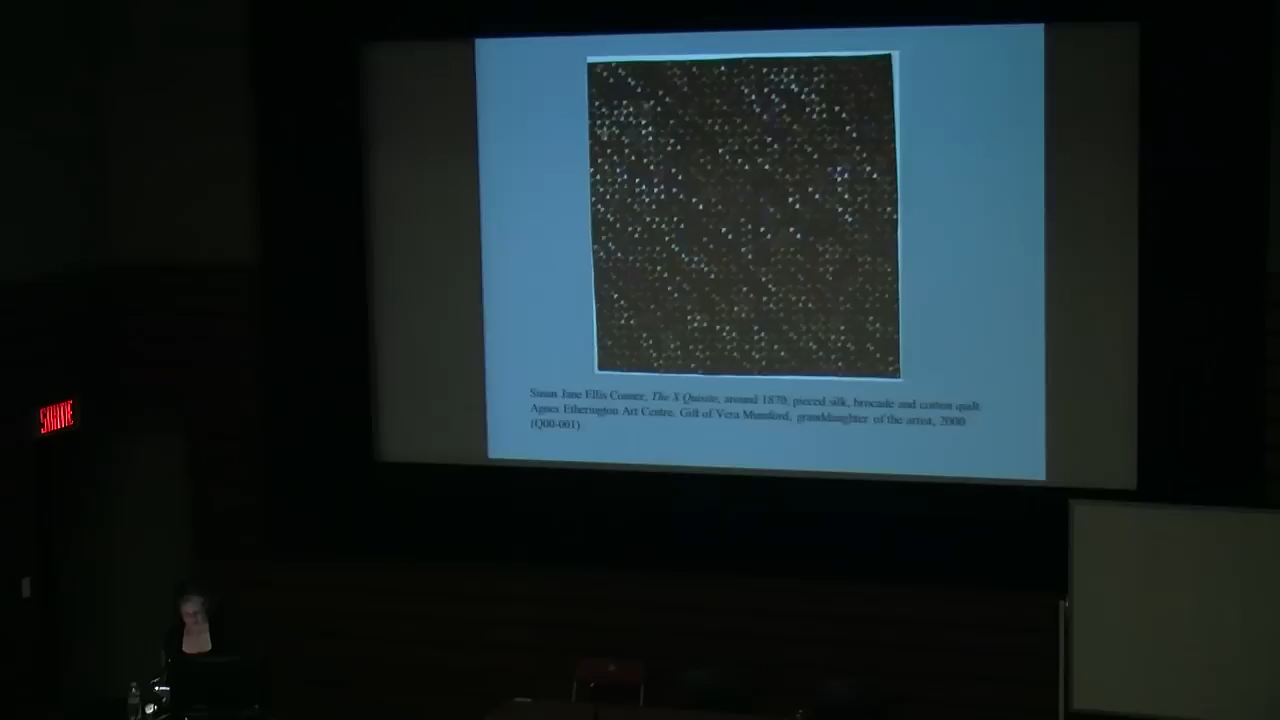 SORTIE
Susan Jane Ellis Conner, The X Quisite, around 1870, pieced silk, brocade and cotton quilt.
Agnes Etherington Art Centre, Gift of Vera Mumford, granddaughter of the artist, 2000
(Q00-001)